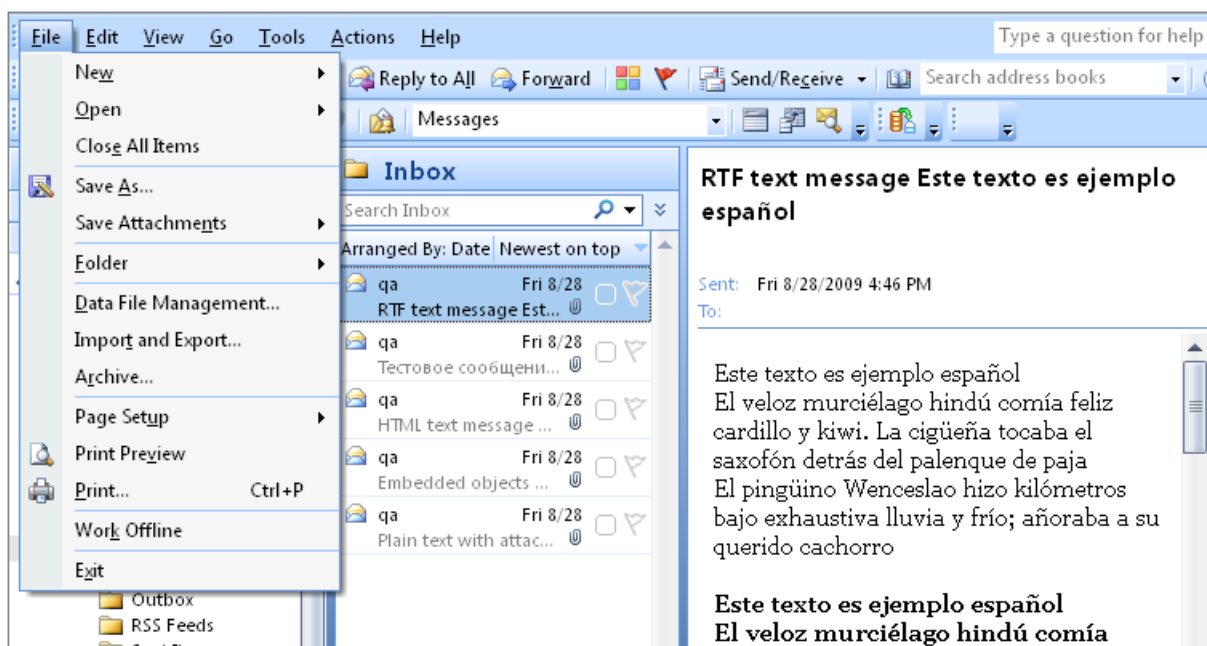 File Edit View Go Tools Actions Help
Type a question for help
New
Open
Close All Items
Save As...
Save Attachments
Folder
Data File Management...
Import and Export...
Archive...
Page Setup
Print Preview
Print... Ctrl+P
Work Offline
Exit
Outbox
RSS Feeds
Reply to All Forward Send/Receive Search address books
Messages
Inbox
Search Inbox
Arranged By: Date Newest on top
qa Fri 8/28
RTF text message Est...
qa Fri 8/28
Тестовое сообщени...
qa Fri 8/28
HTML text message ...
qa Fri 8/28
Embedded objects ...
qa Fri 8/28
Plain text with attac...
RTF text message Este texto es ejemplo
español
Sent: Fri 8/28/2009 4:46 PM
To:
Este texto es ejemplo español
El veloz murciélago hindú comía feliz
cardillo y kiwi. La cigüeña tocaba el
saxofón detrás del palenque de paja
El pingüino Wenceslao hizo kilómetros
bajo exhaustiva lluvia y frío; añoraba a su
querido cachorro
Este texto es ejemplo español
El veloz murciélago hindú comía